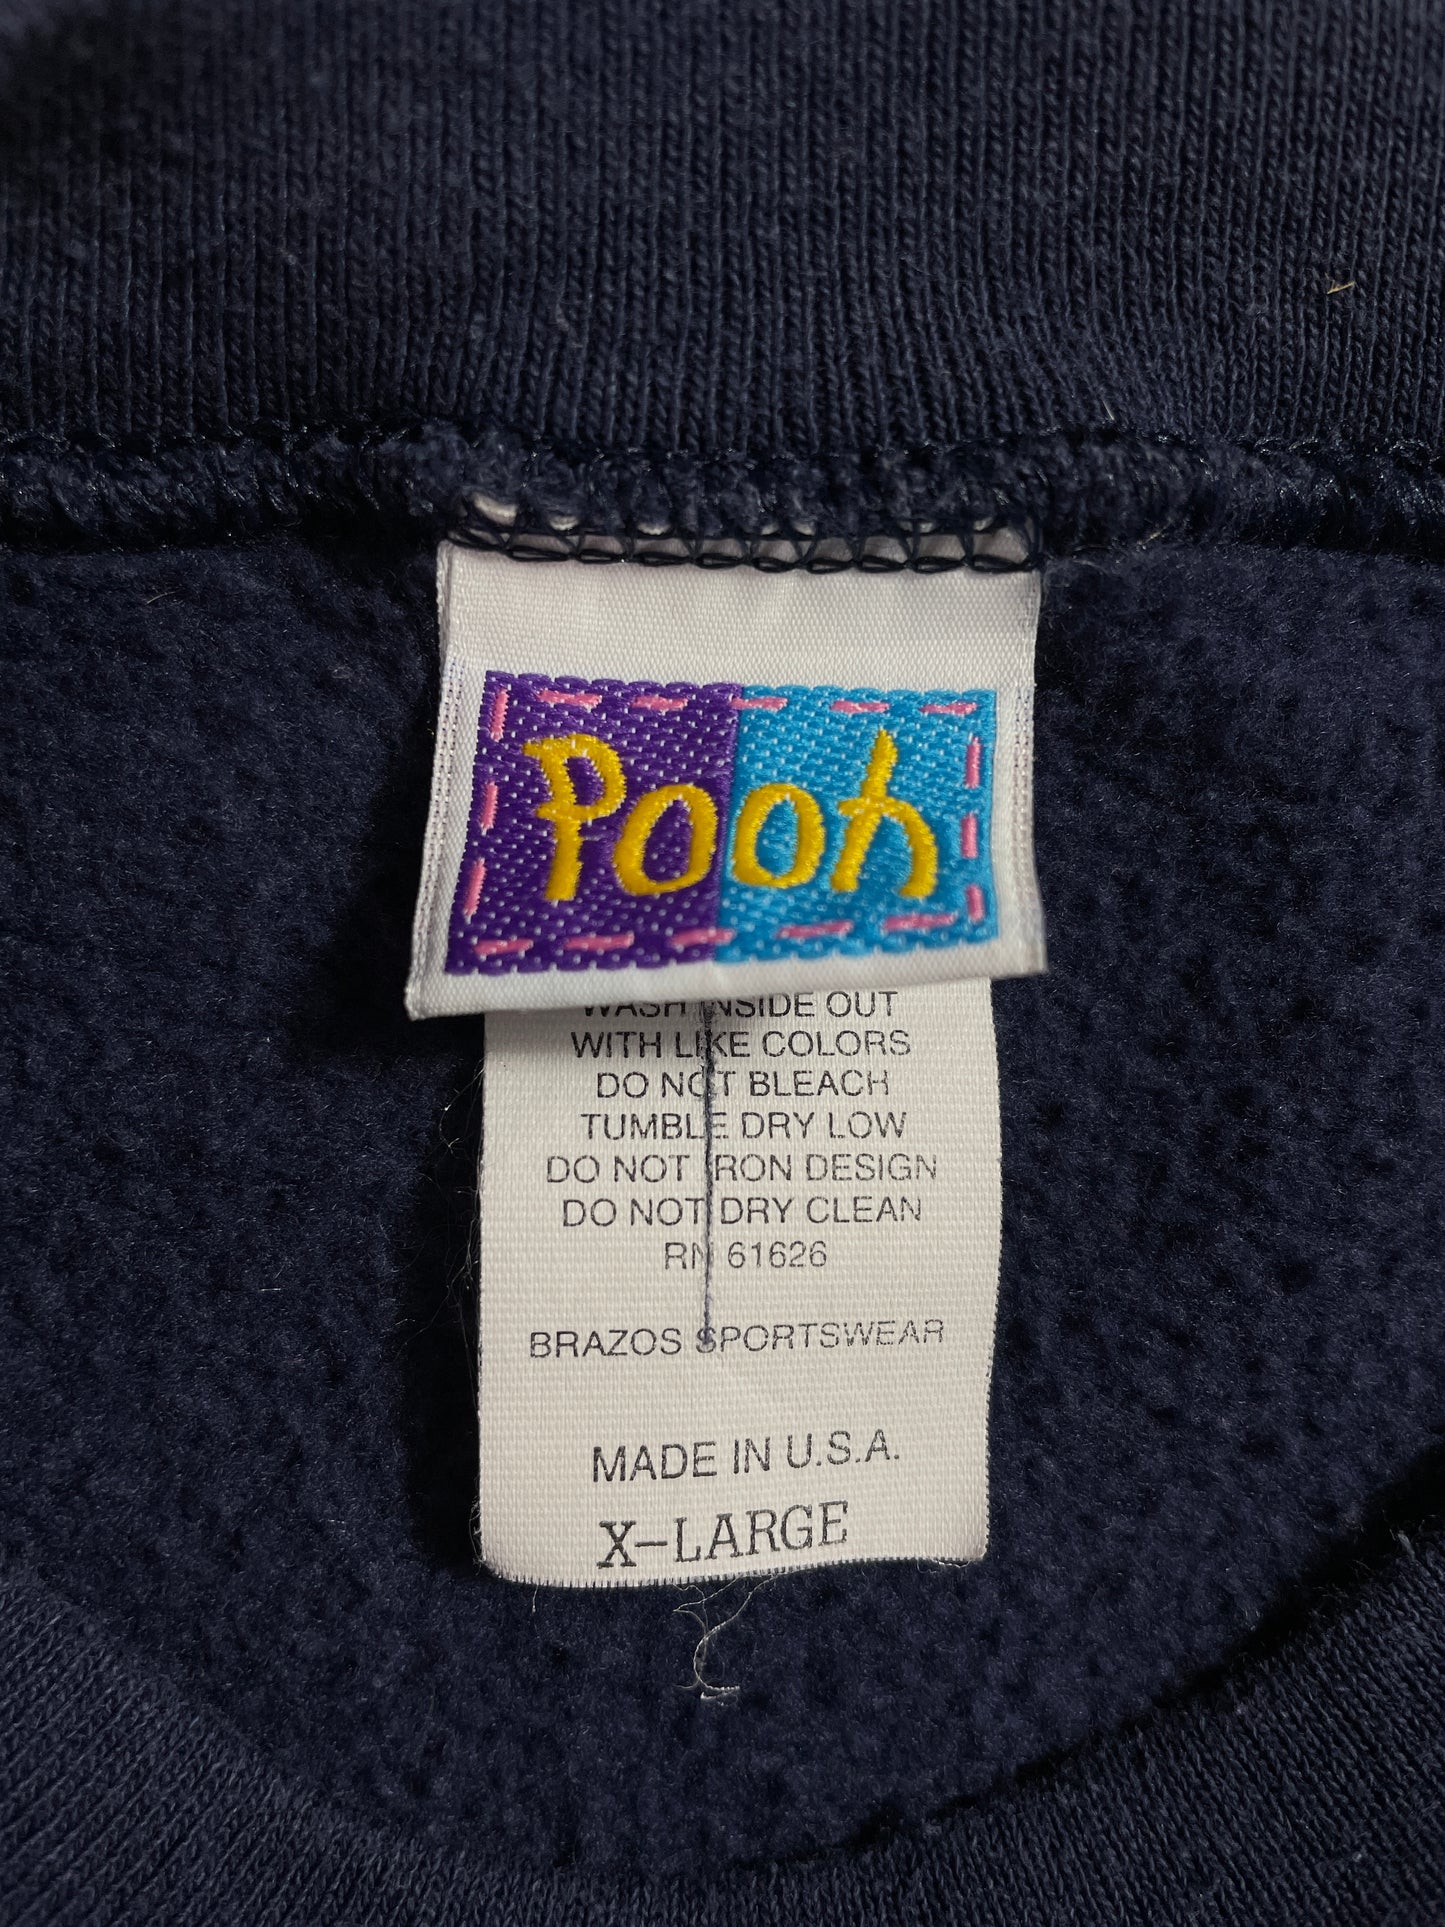 Pooh
WASH INSIDE OUT
WITH LIKE COLORS
DO NOT BLEACH
TUMBLE DRY LOW
DO NOT IRON DESIGN
DO NOT DRY CLEAN
RN 61626
BRAZOS SPORTSWEAR
MADE IN U.S.A.
X-LARGE